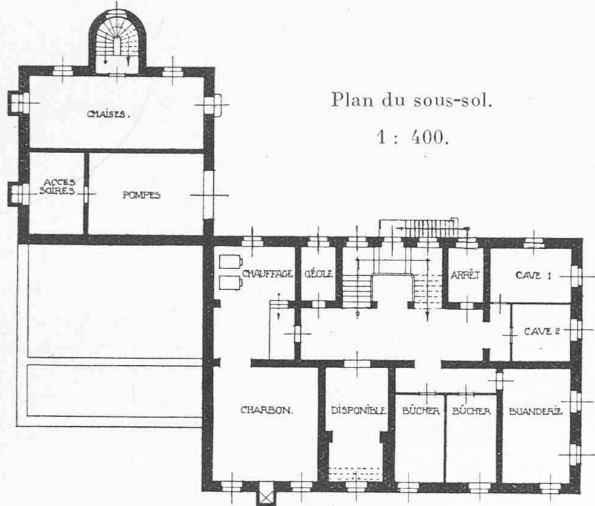 Plan du sous-sol.
1 : 400.
CHAISES.
ACCES
SOIRES
POMPES
CHAUFFAGE
GÉOLE
ARRÊT
CAVE 1
CAVE 2
CHARBON.
DISPONIBLE
BÛCHER
BÛCHER
BUANDERIE